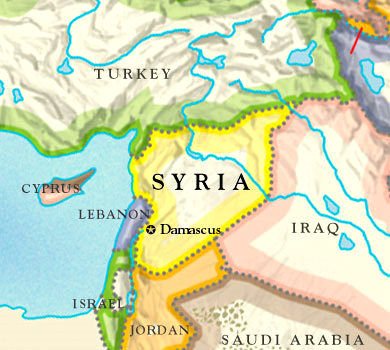 TURKEY
SYRIA
CYPRUS
LEBANON
Damascus
IRAQ
ISRAEL
JORDAN
SAUDI ARABIA